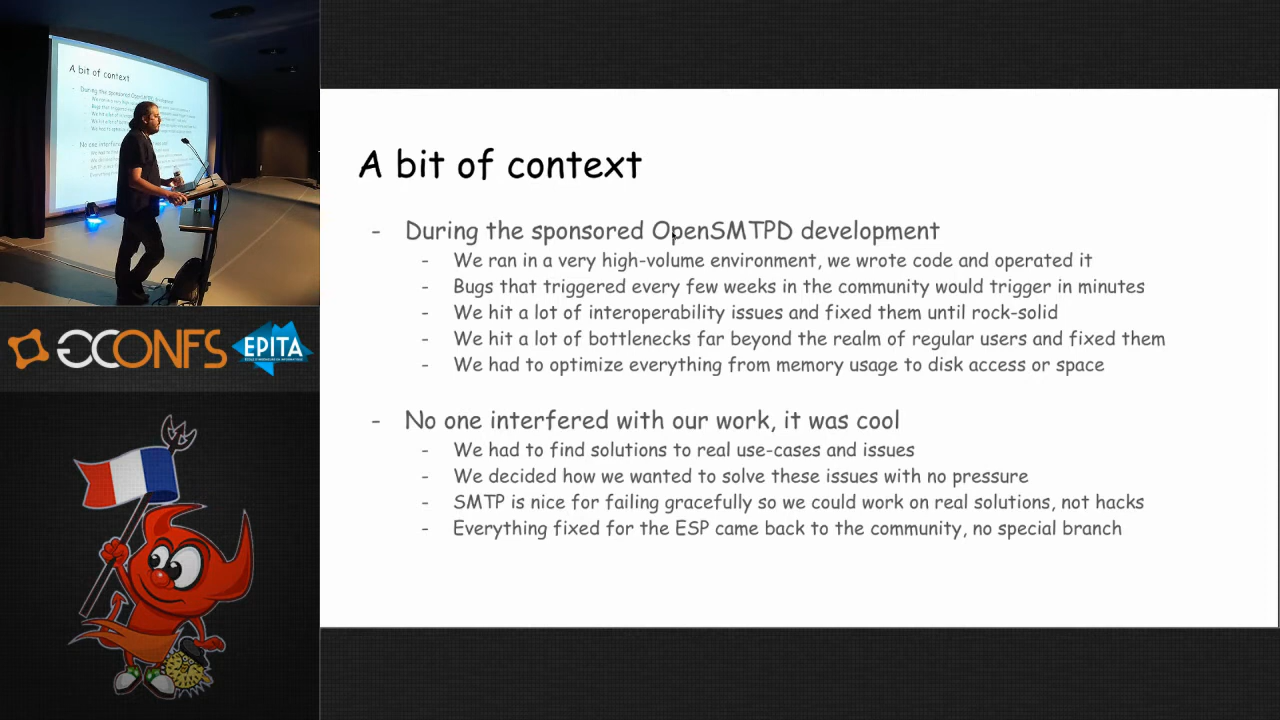 A bit of context
- During the sponsored OpenSMTPD development
- We ran in a very high-volume environment, we wrote code and operated it
- Bugs that triggered every few weeks in the community would trigger in minutes
- We hit a lot of interoperability issues and fixed them until rock-solid
- We hit a lot of bottlenecks far beyond the realm of regular users and fixed them
- We had to optimize everything from memory usage to disk access or space
- No one interfered with our work, it was cool
- We had to find solutions to real use-cases and issues
- We decided how we wanted to solve these issues with no pressure
- SMTP is nice for failing gracefully so we could work on real solutions, not hacks
- Everything fixed for the ESP came back to the community, no special branch
A bit of context
During the sponsored OpenSMTPD development
GCONFS
EPITA